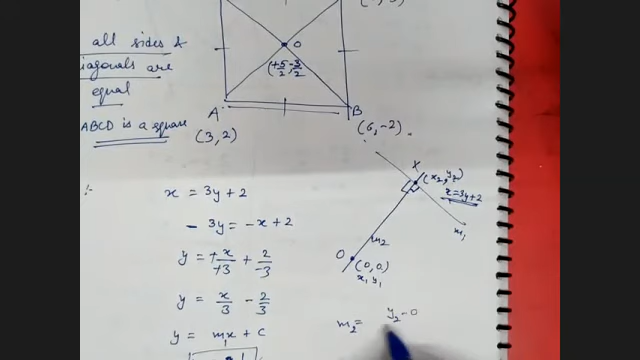 all sides &
diagonals are
equal
ABCD is a square
O
(+5/2, -3/2)
A
B
(3, 2)
(6, -2).
:-
x = 3y + 2
- 3y = -x + 2
y = +x/+3 + 2/-3
y = x/3 - 2/3
y = m₁x + c
X
(x₂, y₂)
x = 3y + 2
m₁
m₂
O
(0, 0)
x₁ y₁
m₂ = y₂ - 0